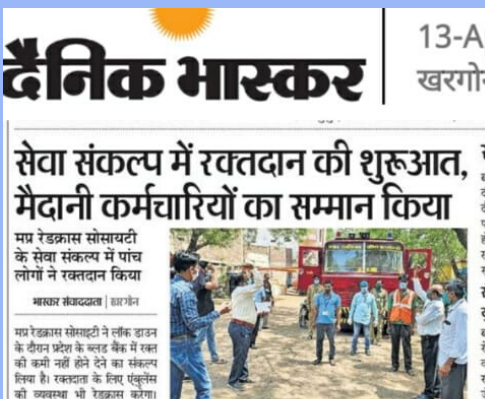 दैनिक भास्कर
13-A
खरगोन
सेवा संकल्प में रक्तदान की शुरूआत,
मैदानी कर्मचारियों का सम्मान किया
मप्र रेडक्रास सोसायटी
के सेवा संकल्प में पांच
लोगों ने रक्तदान किया
भास्कर संवाददाता | खरगोन
मप्र रेडक्रास सोसाइटी ने लॉक डाउन
के दौरान प्रदेश के ब्लड बैंक में रक्त
की कमी नहीं होने देने का संकल्प
लिया है। रक्तदाता के लिए एंबुलेंस
की व्यवस्था भी रेडक्रास करेगा।